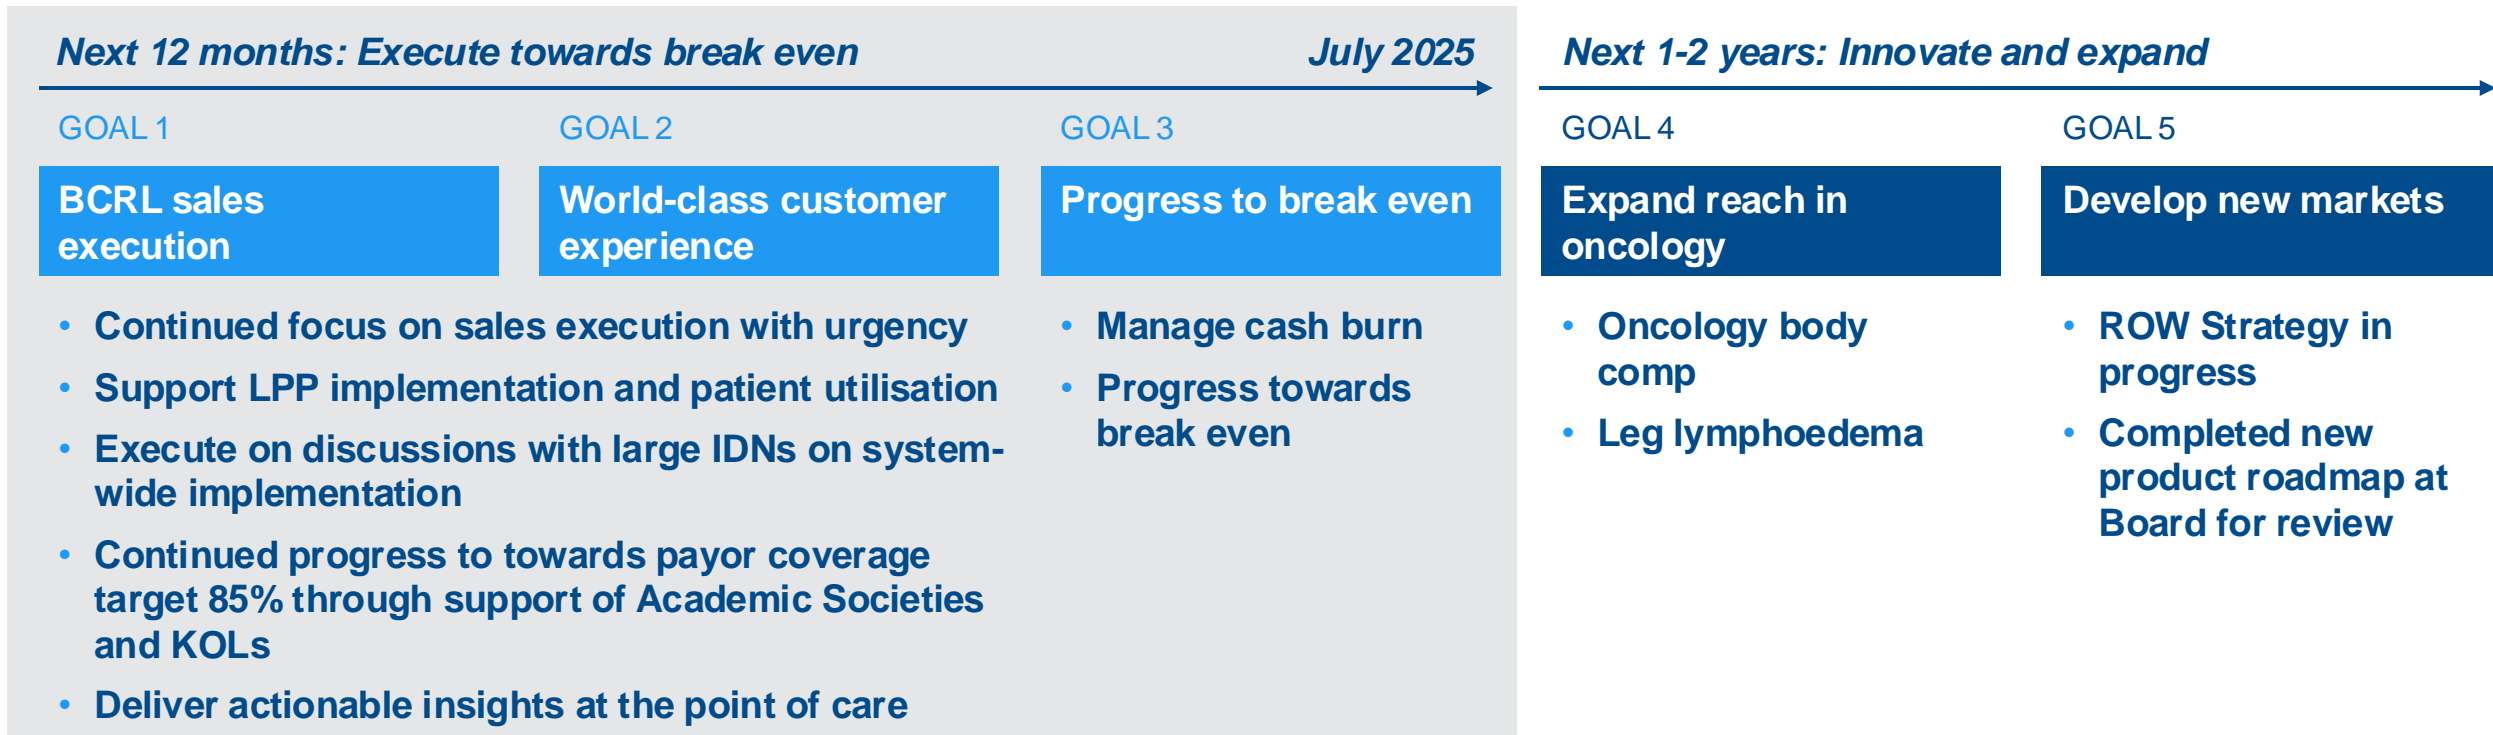 Next 12 months: Execute towards break even
July 2025
GOAL 1
GOAL 2
GOAL 3
BCRL sales
execution
World-class customer
experience
Progress to break even
• Continued focus on sales execution with urgency
• Support LPP implementation and patient utilisation
• Execute on discussions with large IDNs on system-
wide implementation
• Continued progress to towards payor coverage
target 85% through support of Academic Societies
and KOLs
• Deliver actionable insights at the point of care
• Manage cash burn
• Progress towards
break even
Next 1-2 years: Innovate and expand
GOAL 4
GOAL 5
Expand reach in
oncology
Develop new markets
• Oncology body
comp
• Leg lymphoedema
• ROW Strategy in
progress
• Completed new
product roadmap at
Board for review